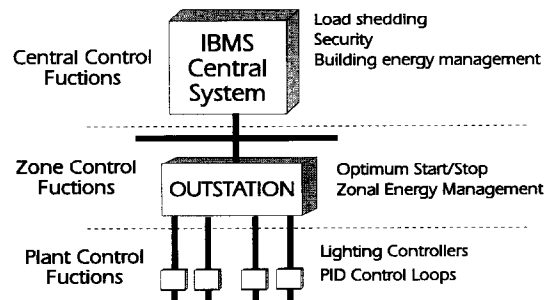 Central Control
Fuctions
IBMS
Central
System
Load shedding
Security
Building energy management
Zone Control
Fuctions
OUTSTATION
Optimum Start/Stop
Zonal Energy Management
Plant Control
Fuctions
Lighting Controllers
PID Control Loops